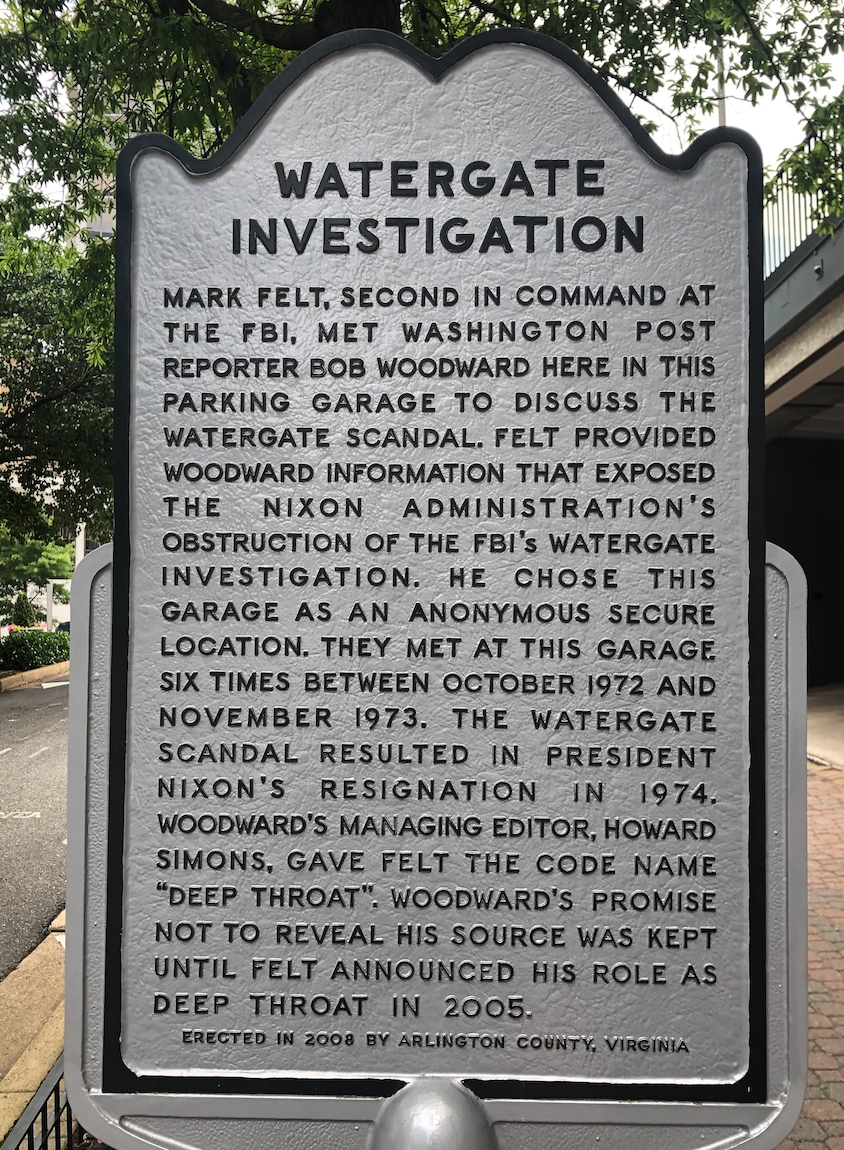 WATERGATE
INVESTIGATION
MARK FELT, SECOND IN COMMAND AT
THE FBI, MET WASHINGTON POST
REPORTER BOB WOODWARD HERE IN THIS
PARKING GARAGE TO DISCUSS THE
WATERGATE SCANDAL. FELT PROVIDED
WOODWARD INFORMATION THAT EXPOSED
THE NIXON ADMINISTRATION'S
OBSTRUCTION OF THE FBI's WATERGATE
INVESTIGATION. HE CHOSE THIS
GARAGE AS AN ANONYMOUS SECURE
LOCATION. THEY MET AT THIS GARAGE
SIX TIMES BETWEEN OCTOBER 1972 AND
NOVEMBER 1973. THE WATERGATE
SCANDAL RESULTED IN PRESIDENT
NIXON'S RESIGNATION IN 1974.
WOODWARD'S MANAGING EDITOR, HOWARD
SIMONS, GAVE FELT THE CODE NAME
“DEEP THROAT”. WOODWARD'S PROMISE
NOT TO REVEAL HIS SOURCE WAS KEPT
UNTIL FELT ANNOUNCED HIS ROLE AS
DEEP THROAT IN 2005.
ERECTED IN 2008 BY ARLINGTON COUNTY, VIRGINIA